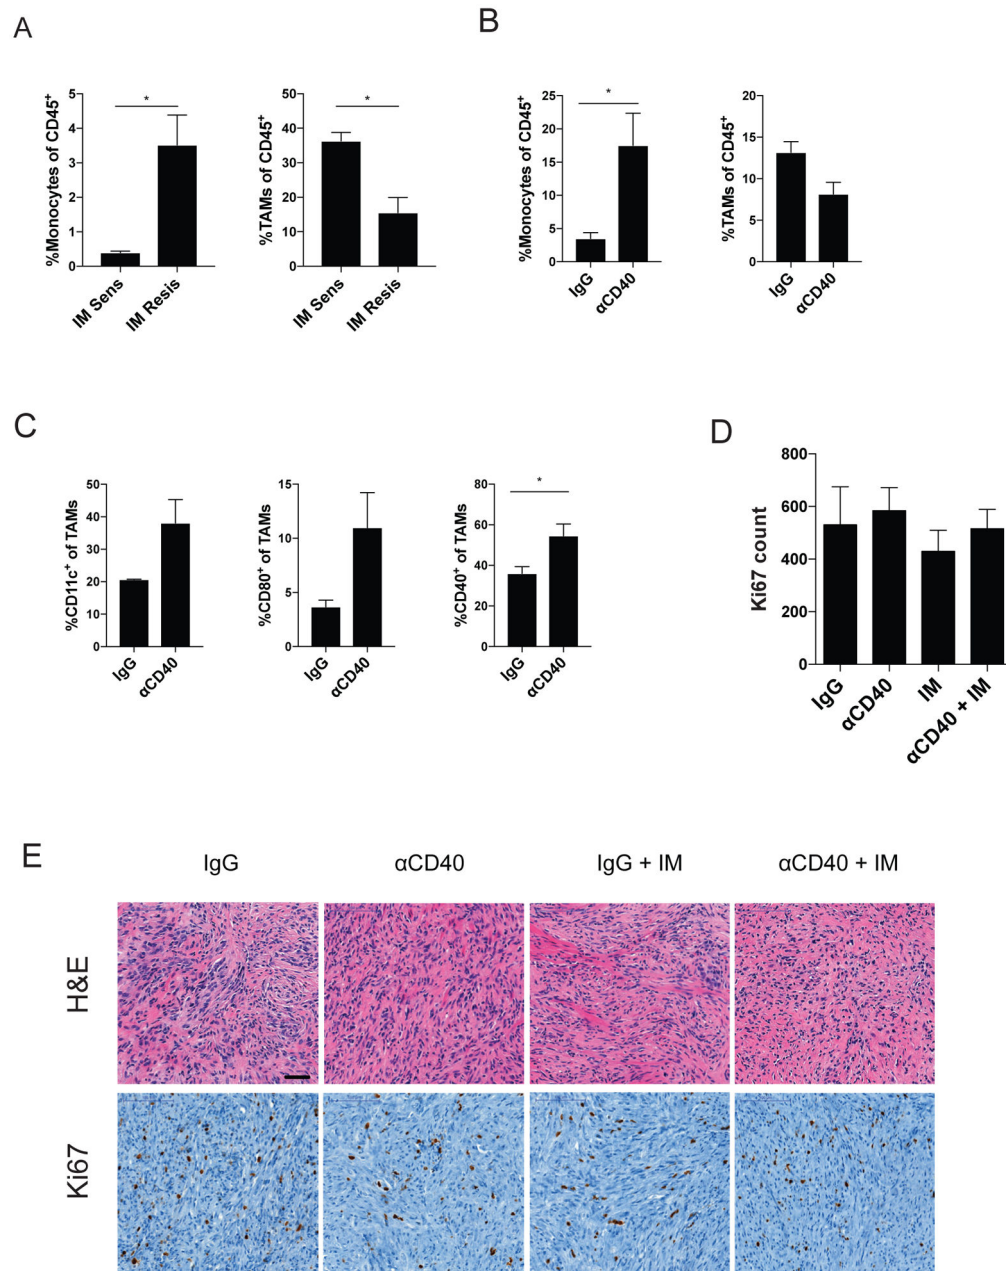 A
B
%Monocytes of CD45+
5
4
3
2
1
0
*
IM Sens
IM Resis
%TAMs of CD45+
50
40
30
20
10
0
*
IM Sens
IM Resis
%Monocytes of CD45+
25
20
15
10
5
0
*
IgG
αCD40
%TAMs of CD45+
20
15
10
5
0
IgG
αCD40
C
D
%CD11c+ of TAMs
50
40
30
20
10
0
IgG
αCD40
%CD80+ of TAMs
15
10
5
0
IgG
αCD40
%CD40+ of TAMs
80
60
40
20
0
*
IgG
αCD40
Ki67 count
800
600
400
200
0
IgG
αCD40
IM
αCD40 + IM
E
IgG
αCD40
IgG + IM
αCD40 + IM
H&E
Ki67